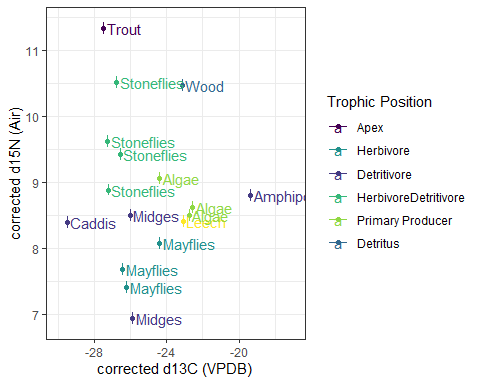 Trout
Stoneflies
Wood
Stoneflies
Stoneflies
Algae
Stoneflies
Amphipo
Algae
Midges
Algae
Caddis
Mayflies
Mayflies
Mayflies
Midges
11
10
9
8
7
-28
-26
-24
-22
-20
corrected d13C (VPDB)
corrected d15N (Air)
Trophic Position
a Apex
a Herbivore
a Detritivore
a HerbivoreDetritivore
a Primary Producer
a Detritus